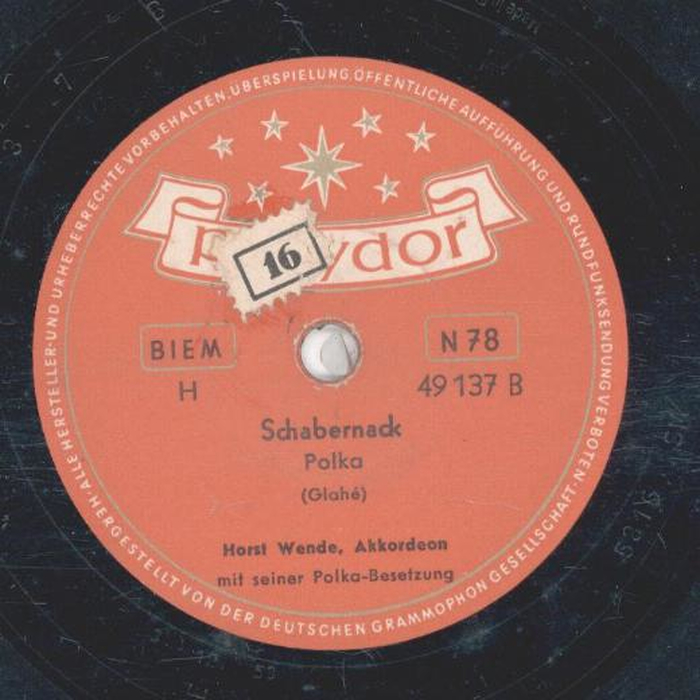 ALLE HERSTELLER- UND URHEBERRECHTE VORBEHALTEN. ÜBERSPIELUNG, ÖFFENTLICHE AUFFÜHRUNG UND RUNDFUNKSENDUNG VERBOTEN.
ydor
16
BIEM
N 78
H
49 137 B
Schabernack
Polka
(Glahé)
Horst Wende, Akkordeon
mit seiner Polka-Besetzung
HERGESTELLT VON DER DEUTSCHEN GRAMMOPHON GESELLSCHAFT